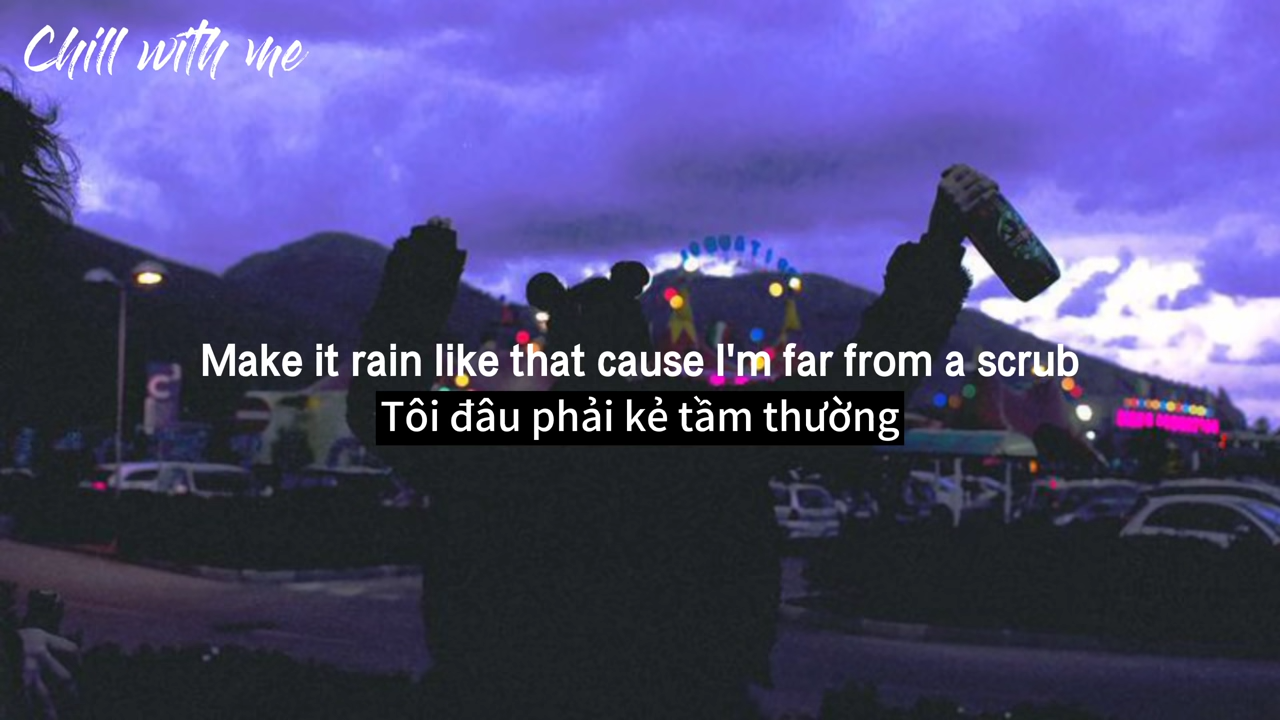 Chill with me
Make it rain like that cause I'm far from a scrub
Tôi đâu phải kẻ tầm thường